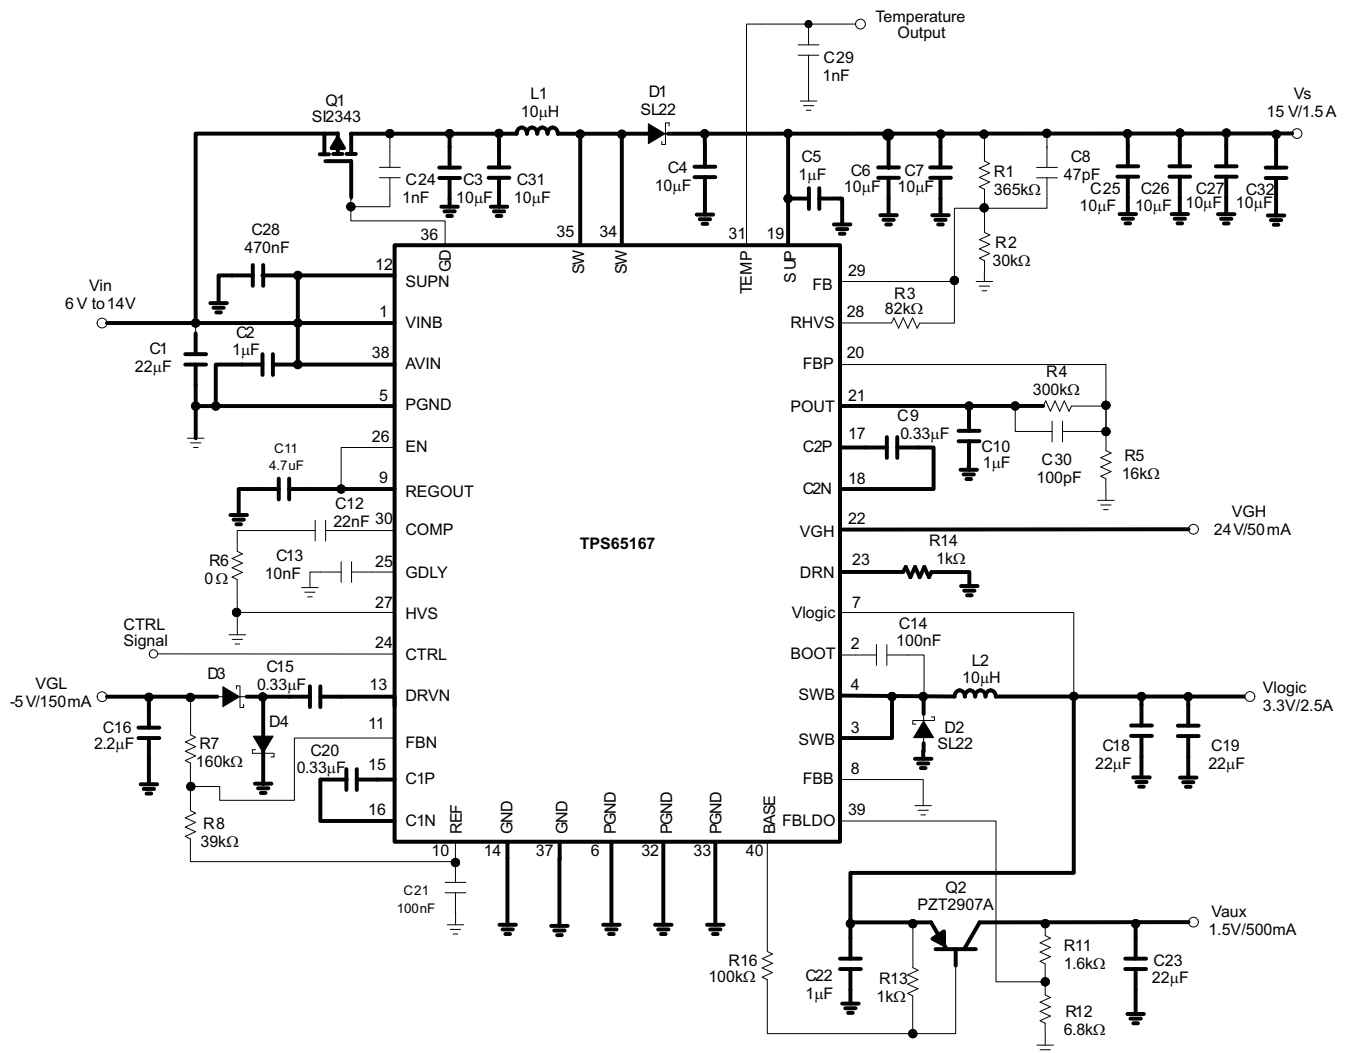 Temperature
Output
C29
1nF
Q1
SI2343
L1
10µH
D1
SL22
Vs
15 V/1.5 A
C24
1nF
C3
10µF
C31
10µF
C4
10µF
C5
1µF
C6
10µF
C7
10µF
R1
365kΩ
C8
47pF
C25
10µF
C26
10µF
C27
10µF
C32
10µF
R2
30kΩ
C28
470nF
36
GD
35
SW
34
SW
31
TEMP
19
SUP
12
SUPN
29
FB
Vin
6 V to 14V
1
VINB
28
RHVS
R3
82kΩ
C1
22µF
C2
1µF
38
AVIN
20
FBP
R4
300kΩ
5
PGND
21
POUT
C9
0.33µF
C10
1µF
C30
100pF
R5
16kΩ
26
EN
17
C2P
C11
4.7uF
9
REGOUT
18
C2N
C12
22nF
30
COMP
TPS65167
22
VGH
VGH
24V/50mA
R6
0 Ω
C13
10nF
25
GDLY
23
DRN
R14
1kΩ
27
HVS
7
Vlogic
CTRL
Signal
24
CTRL
2
BOOT
C14
100nF
VGL
-5 V/150mA
D3
C15
0.33µF
13
DRVN
4
SWB
L2
10µH
Vlogic
3.3V/2.5A
C16
2.2µF
R7
160kΩ
D4
11
FBN
3
SWB
D2
SL22
C18
22µF
C19
22µF
C20
0.33µF
15
C1P
8
FBB
R8
39kΩ
16
C1N
39
FBLDO
REF
GND
GND
PGND
PGND
PGND
BASE
10
14
37
6
32
33
40
C21
100nF
Q2
PZT2907A
Vaux
1.5V/500mA
R16
100kΩ
C22
1µF
R13
1kΩ
R11
1.6kΩ
C23
22µF
R12
6.8kΩ